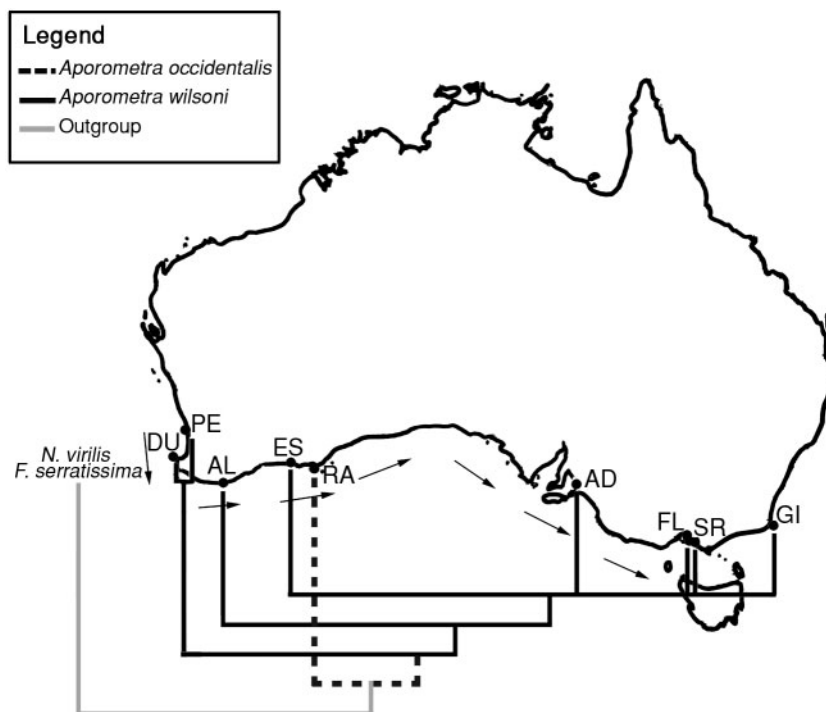 Legend
Aporometra occidentalis
Aporometra wilsoni
Outgroup
PE
DU
N. virilis
F. serratissima
AL
ES
RA
AD
FL
SR
GI